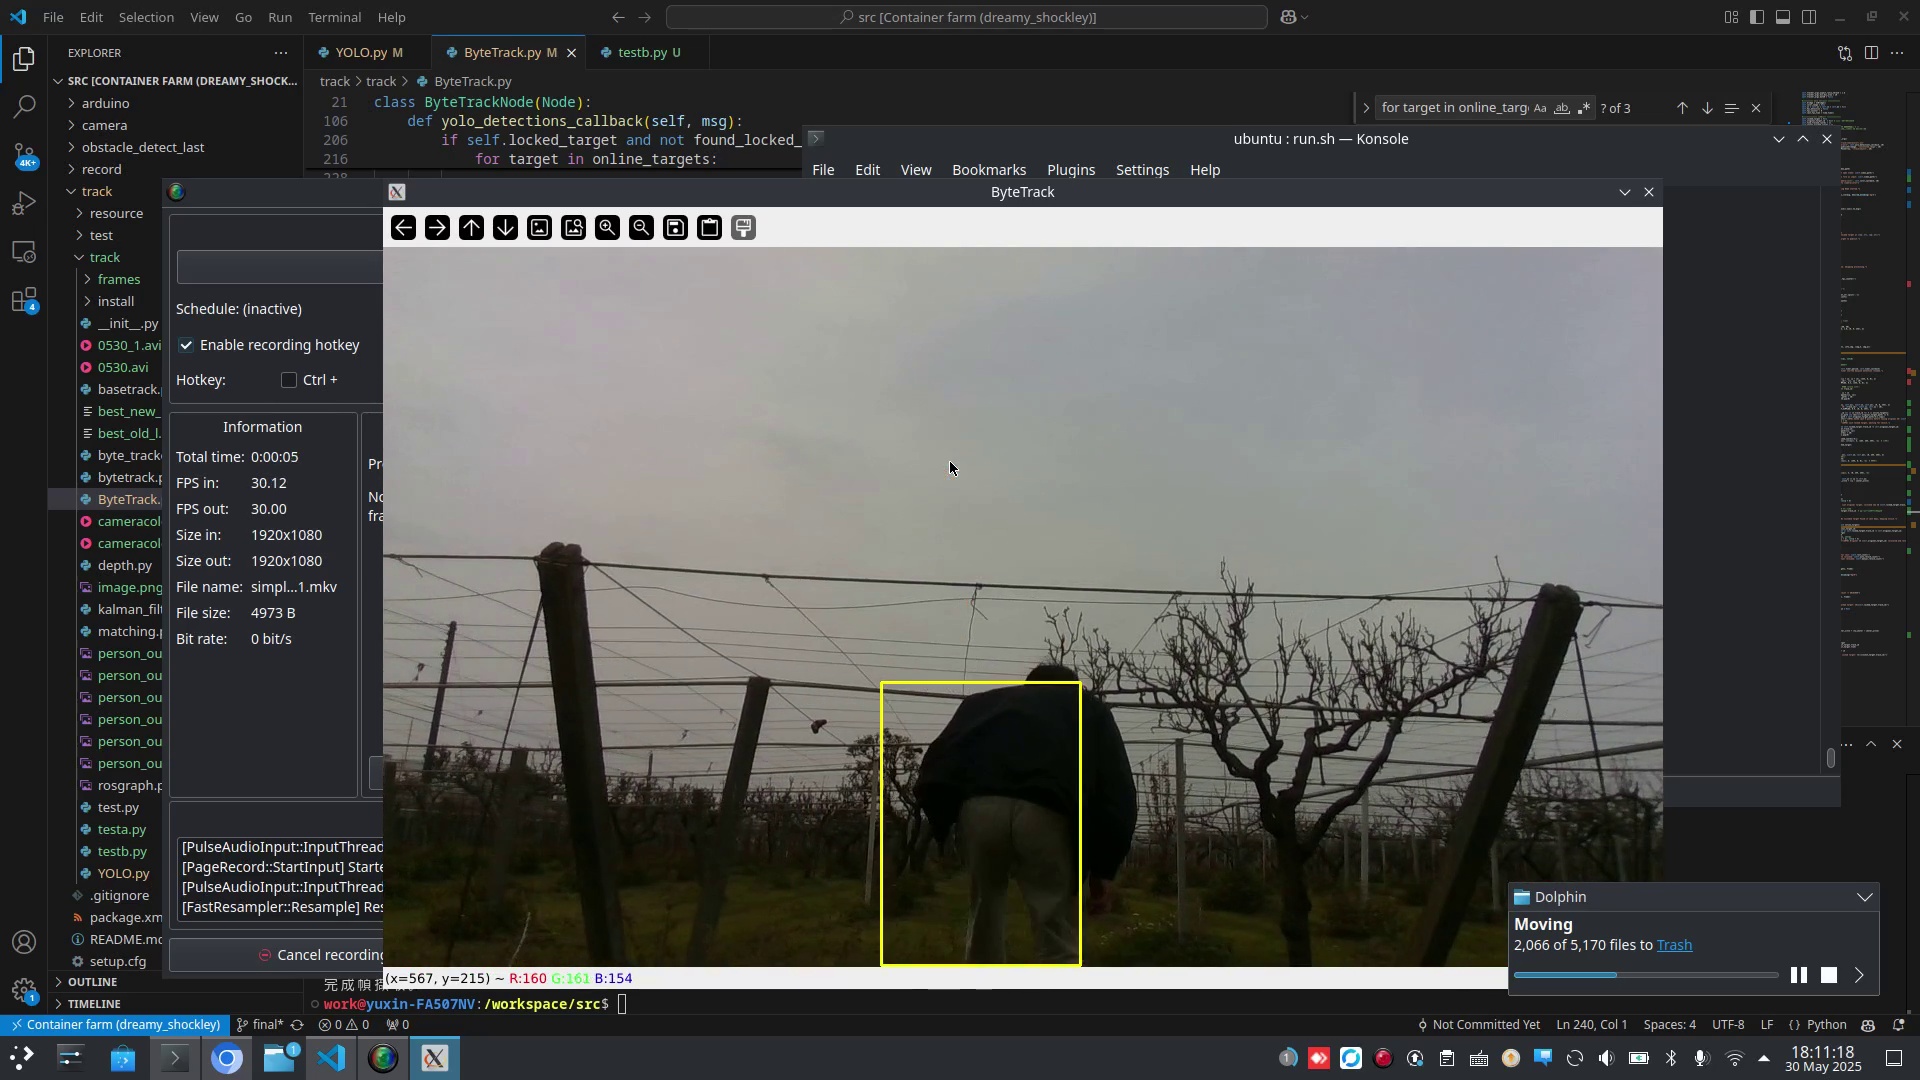 File Edit Selection View Go Run Terminal Help
src [Container farm (dreamy_shockley)]
EXPLORER
YOLO.py M
ByteTrack.py M
testb.py U
SRC [CONTAINER FARM (DREAMY_SHOCK...
track > track > ByteTrack.py
arduino
camera
obstacle_detect_last
record
track
resource
test
track
frames
install
__init__.py
0530_1.avi
0530.avi
basetrack.
best_new_
best_old_l.
byte_track
bytetrack.p
ByteTrack.
cameracol
cameracol
depth.py
image.png
kalman_filt
matching.p
person_ou
person_ou
person_ou
person_ou
person_ou
person_ou
rosgraph.p
test.py
testa.py
testb.py
YOLO.py
.gitignore
package.xm
README.md
setup.cfg
OUTLINE
TIMELINE
21 class ByteTrackNode(Node):
106 def yolo_detections_callback(self, msg):
206 if self.locked_target and not found_locked_
216 for target in online_targets:
for target in online_targ
Aa ab .*
? of 3
ubuntu : run.sh — Konsole
File Edit View Bookmarks Plugins Settings Help
ByteTrack
Schedule: (inactive)
Enable recording hotkey
Hotkey: Ctrl +
Information
Total time: 0:00:05
FPS in: 30.12
FPS out: 30.00
Size in: 1920x1080
Size out: 1920x1080
File name: simpl...1.mkv
File size: 4973 B
Bit rate: 0 bit/s
Pr
No
fra
[PulseAudioInput::InputThread
[PageRecord::StartInput] Starte
[PulseAudioInput::InputThread
[FastResampler::Resample] Res
Cancel recording
(x=567, y=215) ~ R:160 G:161 B:154
work@yuxin-FA507NV:/workspace/src$
Dolphin
Moving
2,066 of 5,170 files to Trash
4K+
4
1
Container farm (dreamy_shockley)
final*
0 0
0
Not Committed Yet
Ln 240, Col 1
Spaces: 4
UTF-8
LF
{} Python
1
1
18:11:18
30 May 2025